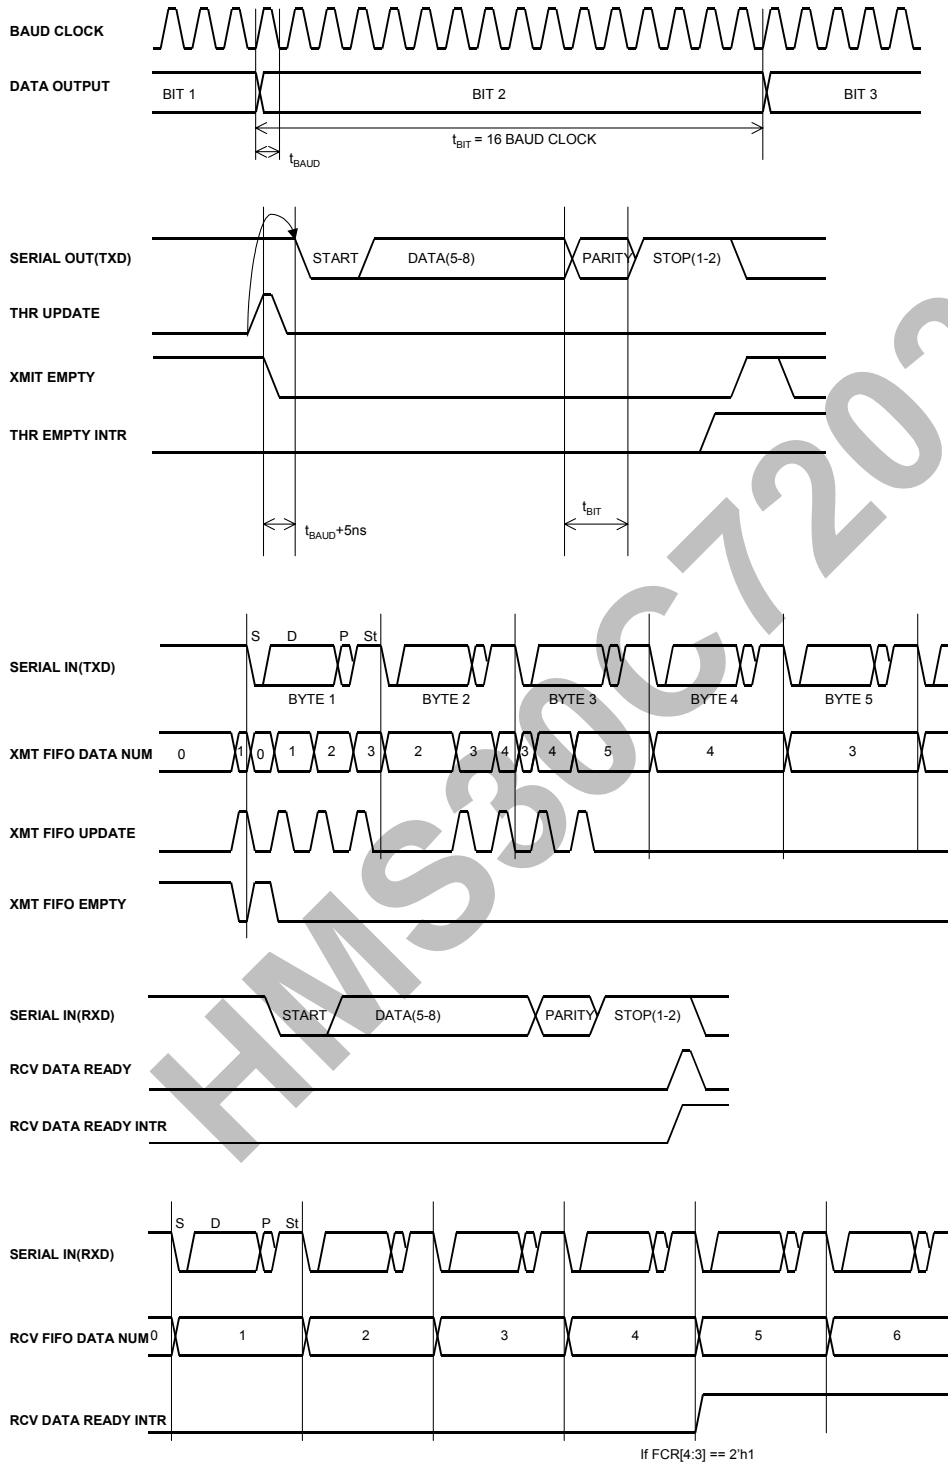 BAUD CLOCK
DATA OUTPUT
BIT 1 BIT 2 BIT 3
tBIT = 16 BAUD CLOCK
tBAUD
SERIAL OUT(TXD)
START DATA(5-8) PARITY STOP(1-2)
THR UPDATE
XMIT EMPTY
THR EMPTY INTR
tBAUD+5ns
tBIT
S D P St
SERIAL IN(TXD)
BYTE 1 BYTE 2 BYTE 3 BYTE 4 BYTE 5
XMT FIFO DATA NUM 0 1 0 1 2 3 2 3 4 3 4 5 4 3
XMT FIFO UPDATE
XMT FIFO EMPTY
SERIAL IN(RXD)
START DATA(5-8) PARITY STOP(1-2)
RCV DATA READY
RCV DATA READY INTR
S D P St
SERIAL IN(RXD)
RCV FIFO DATA NUM 0 1 2 3 4 5 6
RCV DATA READY INTR
If FCR[4:3] == 2'h1
HMS30C7202